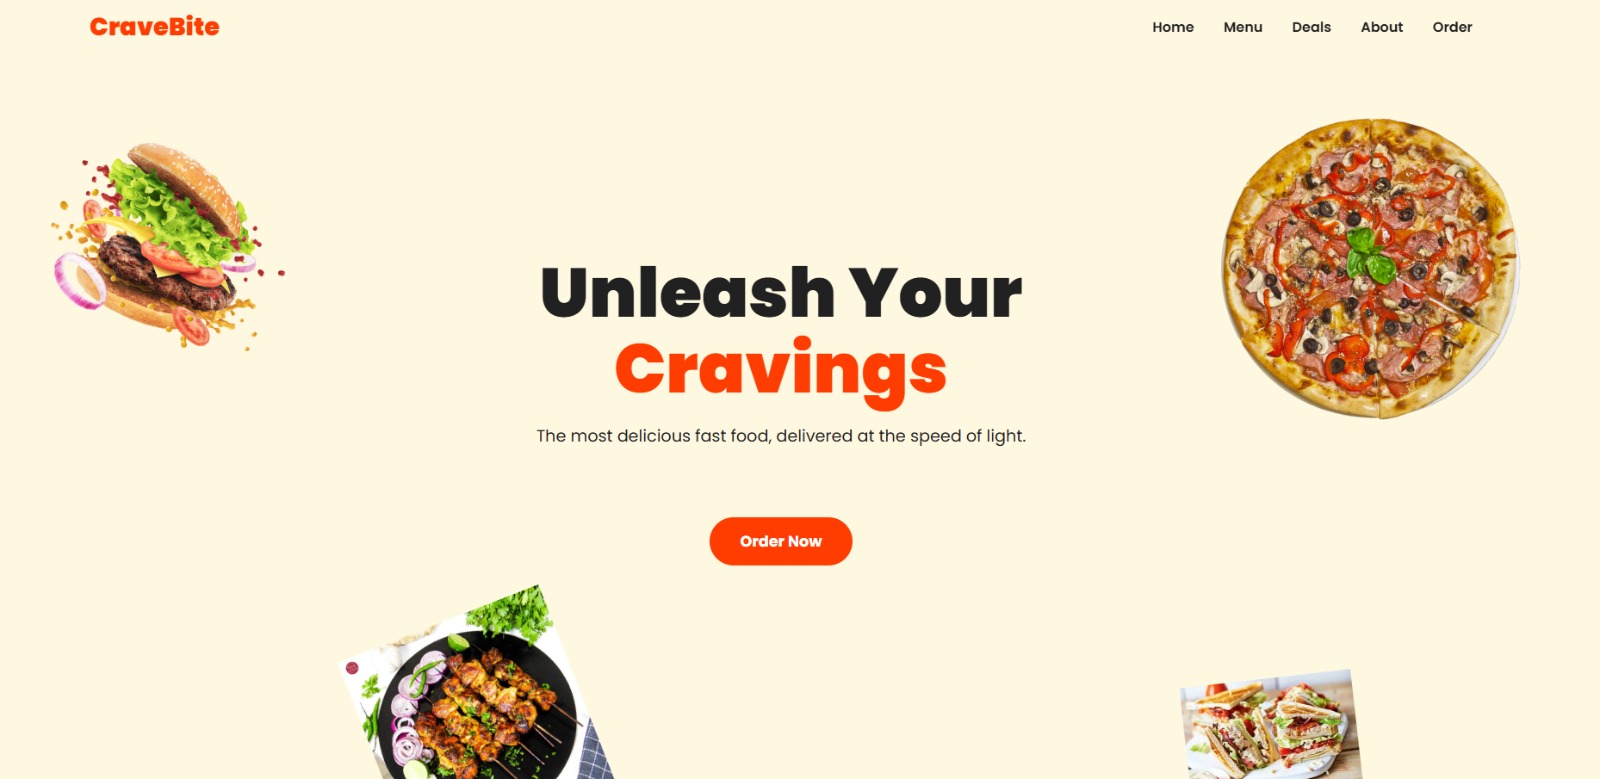 CraveBite
Home Menu Deals About Order
Unleash Your
Cravings
The most delicious fast food, delivered at the speed of light.
Order Now